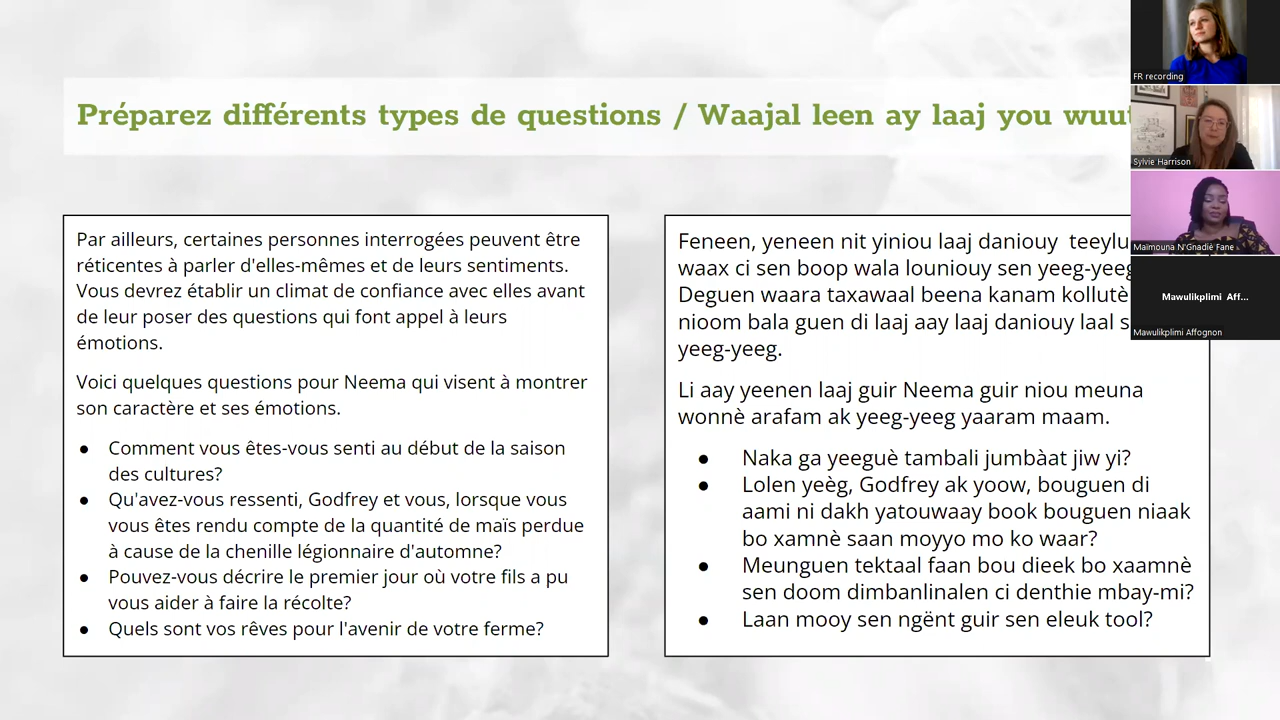 Préparez différents types de questions / Waajal leen ay laaj you
Par ailleurs, certaines personnes interrogées peuvent être
réticentes à parler d'elles-mêmes et de leurs sentiments.
Vous devrez établir un climat de confiance avec elles avant
de leur poser des questions qui font appel à leurs
émotions.
Voici quelques questions pour Neema qui visent à montrer
son caractère et ses émotions.
● Comment vous êtes-vous senti au début de la saison
des cultures?
● Qu'avez-vous ressenti, Godfrey et vous, lorsque vous
vous êtes rendu compte de la quantité de maïs perdue
à cause de la chenille légionnaire d'automne?
● Pouvez-vous décrire le premier jour où votre fils a pu
vous aider à faire la récolte?
● Quels sont vos rêves pour l'avenir de votre ferme?
Feneen, yeneen nit yiniou laaj daniouy teeylu
waax ci sen boop wala louniouy sen yeeg-yeeg
Deguen waara taxawaal beena kanam kollutè
nioom bala guen di laaj aay laaj daniouy laal
yeeg-yeeg.
Li aay yeenen laaj guir Neema guir niou meuna
wonnè arafam ak yeeg-yeeg yaaram maam.
● Naka ga yeeguè tambali jumbàat jiw yi?
● Lolen yeèg, Godfrey ak yoow, bouguen di
aami ni dakh yatouwaay book bouguen niaak
bo xamnè saan moyyo mo ko waar?
● Meunguen tektaal faan bou dieek bo xaamnè
sen doom dimbanlinalen ci denthie mbay-mi?
● Laan mooy sen ngënt guir sen eleuk tool?
FR recording
Sylvie Harrison
Maïmouna N'Gnadié Fane
Mawulikplimi Aff...
Mawulikplimi Affognon